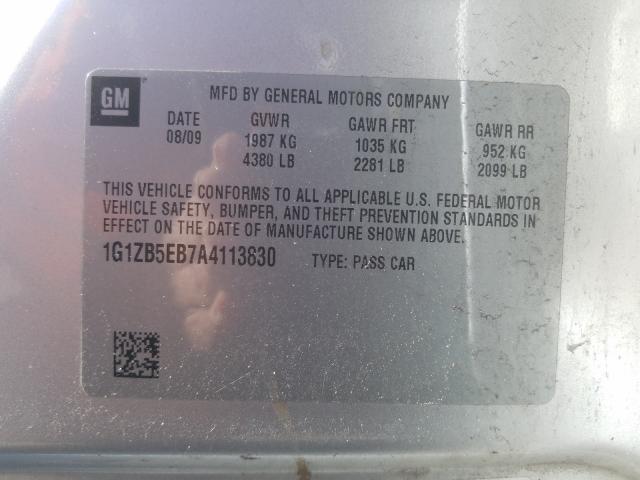 GM
MFD BY GENERAL MOTORS COMPANY
DATE GVWR GAWR FRT GAWR RR
08/09 1987 KG 1035 KG 952 KG
4380 LB 2281 LB 2099 LB
THIS VEHICLE CONFORMS TO ALL APPLICABLE U.S. FEDERAL MOTOR
VEHICLE SAFETY, BUMPER, AND THEFT PREVENTION STANDARDS IN
EFFECT ON THE DATE OF MANUFACTURE SHOWN ABOVE.
1G1ZB5EB7A4113830 TYPE: PASS CAR